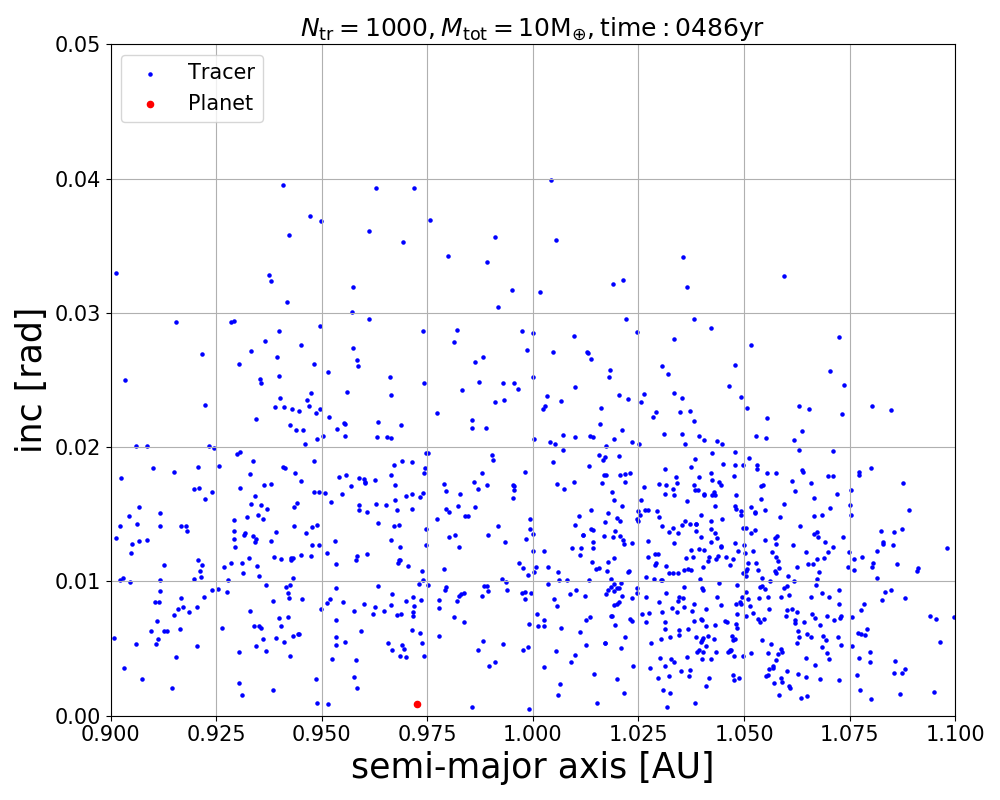 N_tr = 1000, M_tot = 10M_⊕, time : 0486yr
0.05
Tracer
Planet
0.04
0.03
inc [rad]
0.02
0.01
0.00
0.900 0.925 0.950 0.975 1.000 1.025 1.050 1.075 1.100
semi-major axis [AU]